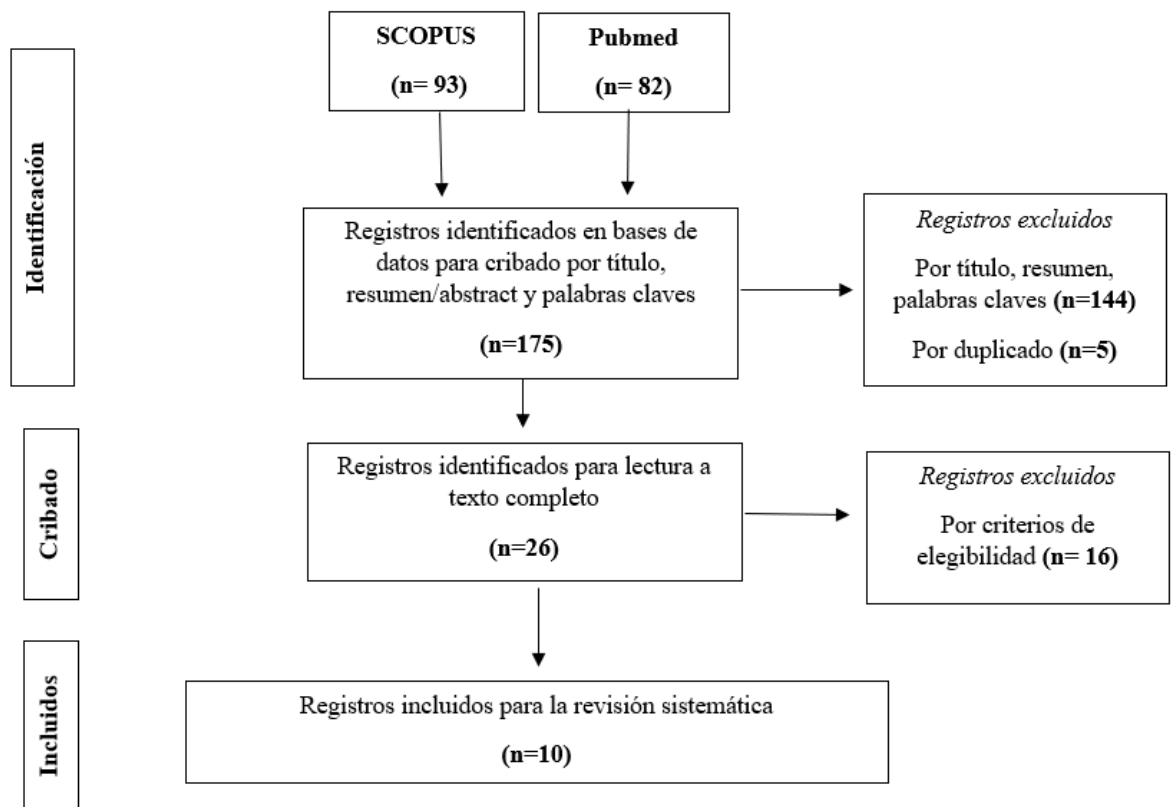 SCOPUS
(n= 93)
Pubmed
(n= 82)
Identificación
Registros identificados en bases de
datos para cribado por título,
resumen/abstract y palabras claves
(n=175)
Registros excluidos
Por título, resumen,
palabras claves (n=144)
Por duplicado (n=5)
Cribado
Registros identificados para lectura a
texto completo
(n=26)
Registros excluidos
Por criterios de
elegibilidad (n= 16)
Incluidos
Registros incluidos para la revisión sistemática
(n=10)